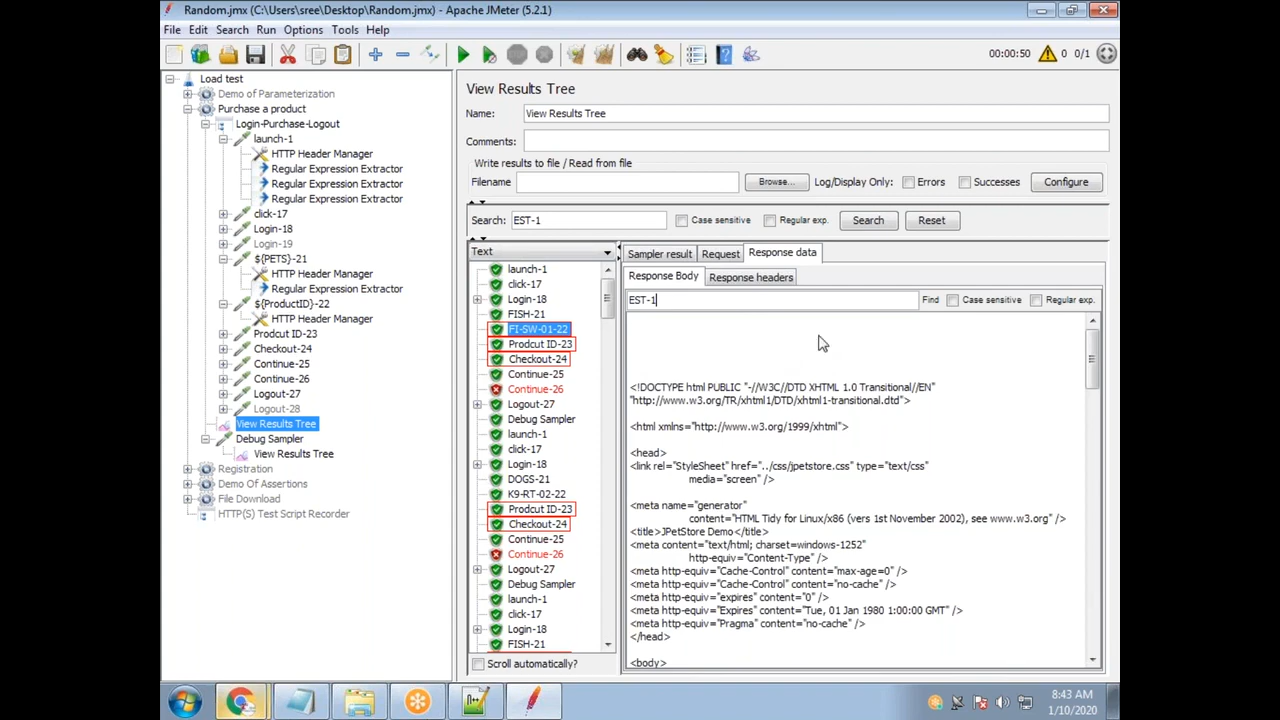 Random.jmx (C:\Users\sree\Desktop\Random.jmx) - Apache JMeter (5.2.1)
File Edit Search Run Options Tools Help
00:00:50 0 0/1
Load test
Demo of Parameterization
Purchase a product
Login-Purchase-Logout
launch-1
HTTP Header Manager
Regular Expression Extractor
Regular Expression Extractor
Regular Expression Extractor
click-17
Login-18
Login-19
${PETS}-21
HTTP Header Manager
Regular Expression Extractor
${ProductID}-22
HTTP Header Manager
Prodcut ID-23
Checkout-24
Continue-25
Continue-26
Logout-27
Logout-28
View Results Tree
Debug Sampler
View Results Tree
Registration
Demo Of Assertions
File Download
HTTP(S) Test Script Recorder
View Results Tree
Name: View Results Tree
Comments:
Write results to file / Read from file
Filename Browse... Log/Display Only: Errors Successes Configure
Search: EST-1 Case sensitive Regular exp. Search Reset
Text
launch-1
click-17
Login-18
FISH-21
FI-SW-01-22
Prodcut ID-23
Checkout-24
Continue-25
Continue-26
Logout-27
Debug Sampler
launch-1
click-17
Login-18
DOGS-21
K9-RT-02-22
Prodcut ID-23
Checkout-24
Continue-25
Continue-26
Logout-27
Debug Sampler
launch-1
click-17
Login-18
FISH-21
Scroll automatically?
Sampler result Request Response data
Response Body Response headers
EST-1 Find Case sensitive Regular exp.
<!DOCTYPE html PUBLIC "-//W3C//DTD XHTML 1.0 Transitional//EN"
"http://www.w3.org/TR/xhtml1/DTD/xhtml1-transitional.dtd">
<html xmlns="http://www.w3.org/1999/xhtml">
<head>
<link rel="StyleSheet" href="../css/jpetstore.css" type="text/css"
media="screen" />
<meta name="generator"
content="HTML Tidy for Linux/x86 (vers 1st November 2002), see www.w3.org" />
<title>JPetStore Demo</title>
<meta content="text/html; charset=windows-1252"
http-equiv="Content-Type" />
<meta http-equiv="Cache-Control" content="max-age=0" />
<meta http-equiv="Cache-Control" content="no-cache" />
<meta http-equiv="expires" content="0" />
<meta http-equiv="Expires" content="Tue, 01 Jan 1980 1:00:00 GMT" />
<meta http-equiv="Pragma" content="no-cache" />
</head>
<body>
8:43 AM
1/10/2020